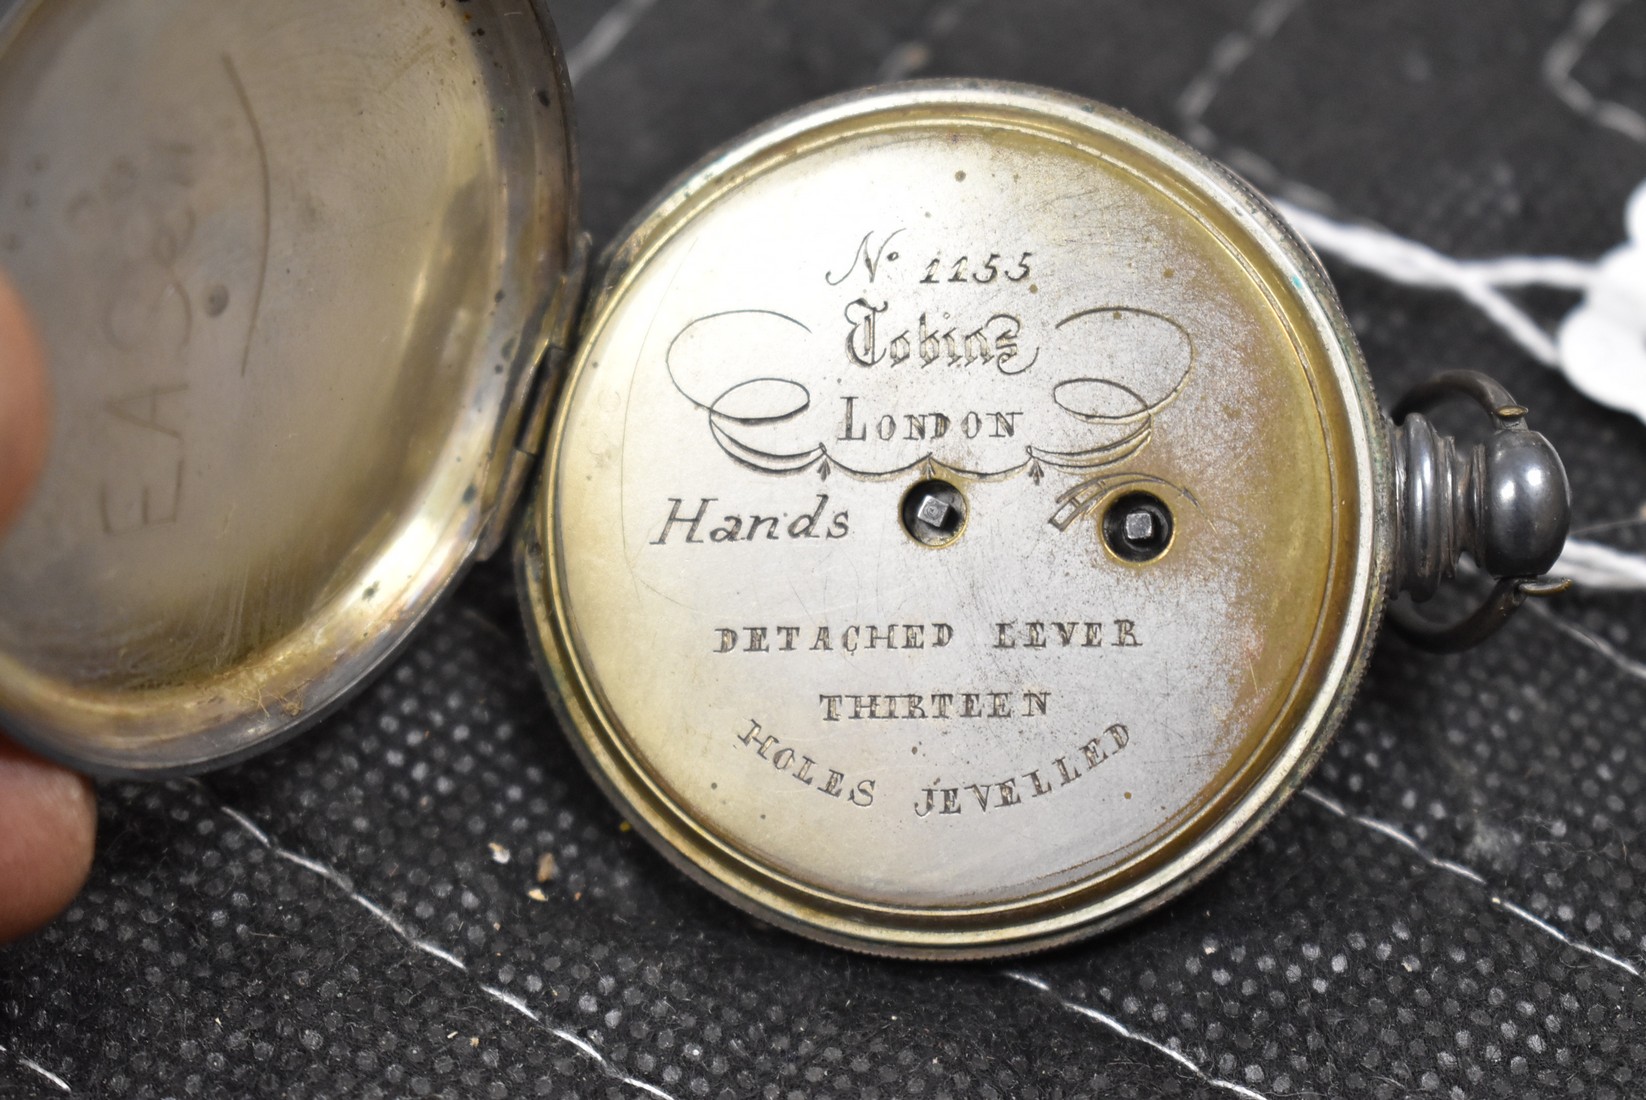 No 1155
Tobias
LONDON
Hands
DETACHED LEVER
THIRTEEN
HOLES JEVELLED